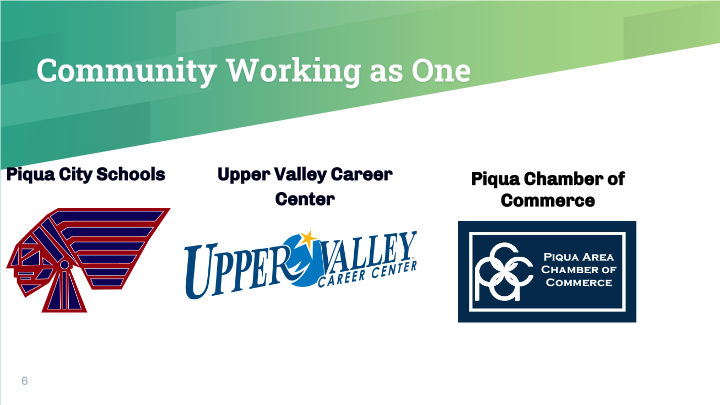 Community Working as One
Piqua City Schools
Upper Valley Career
Center
Piqua Chamber of
Commerce
UPPER VALLEY
CAREER CENTER
pacc
PIQUA AREA
CHAMBER OF
COMMERCE
6